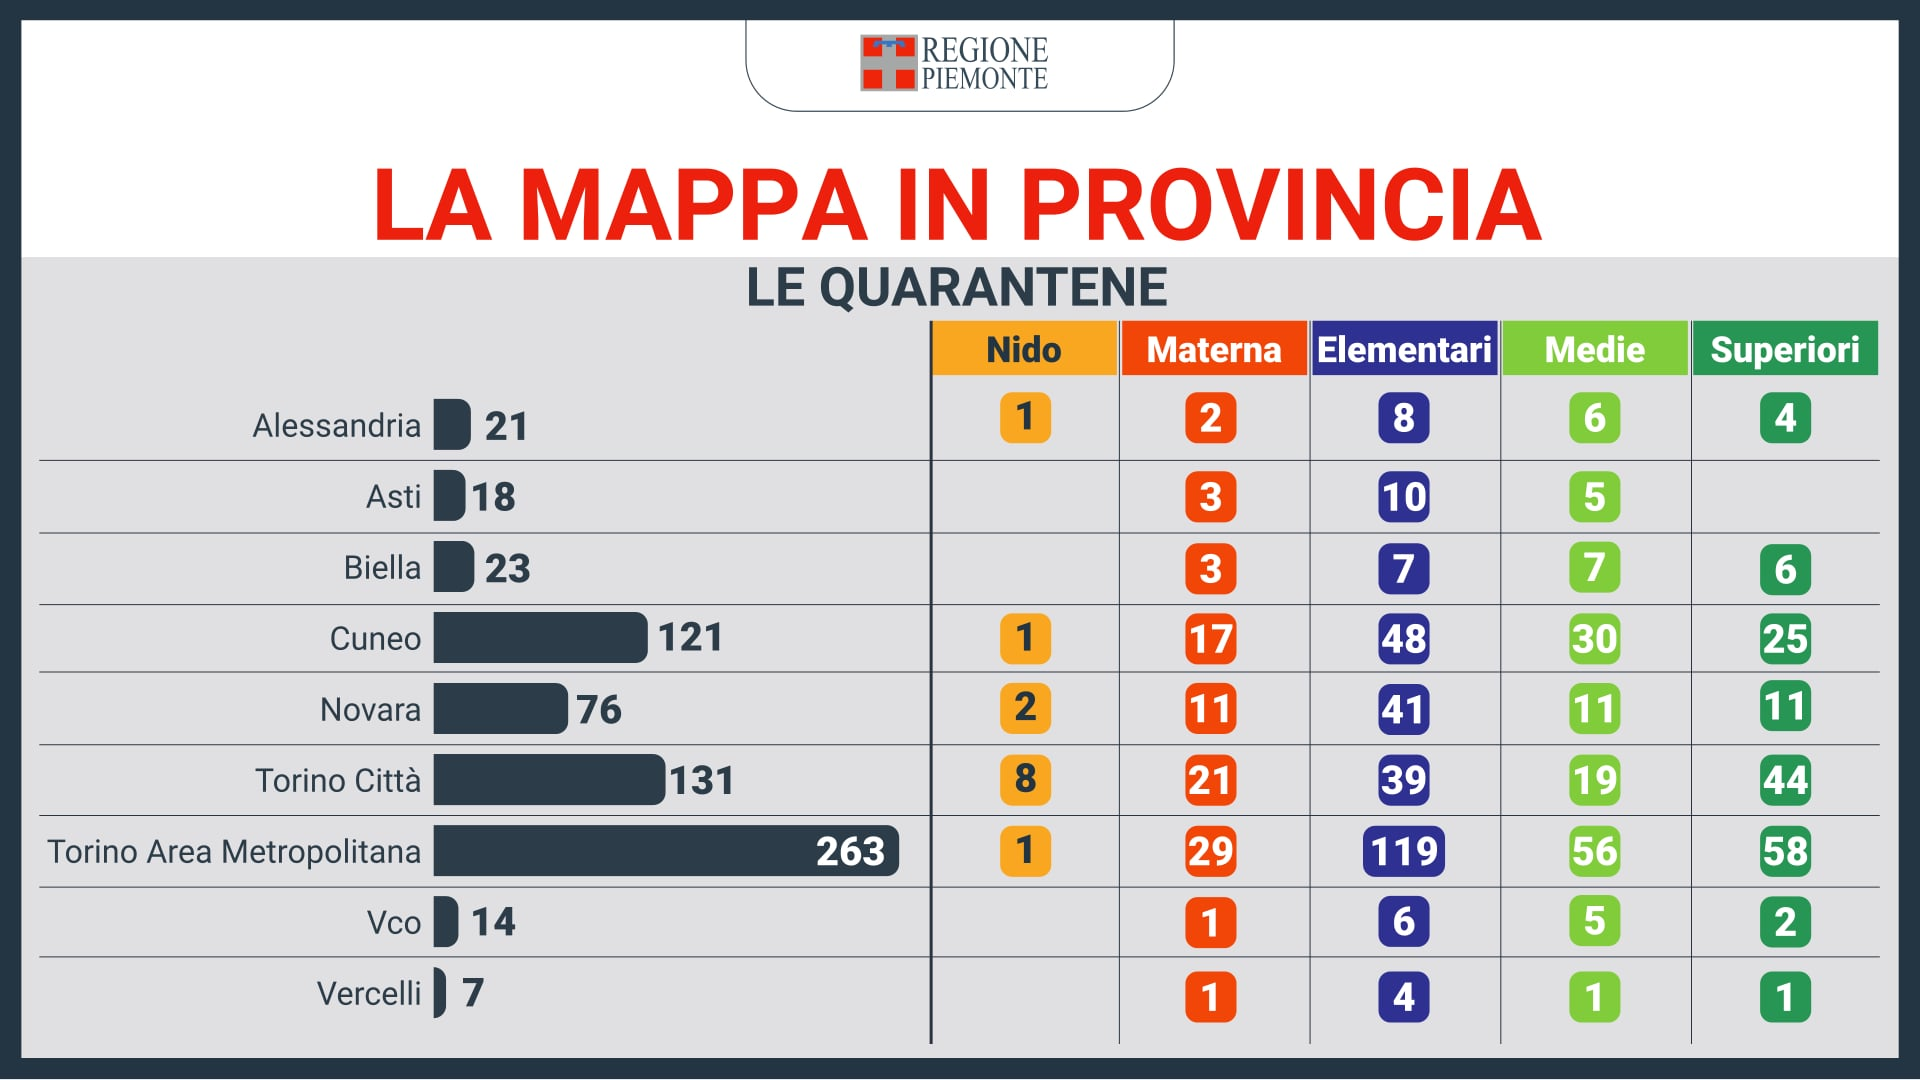 REGIONE
PIEMONTE
LA MAPPA IN PROVINCIA
LE QUARANTENE
Nido Materna Elementari Medie Superiori
Alessandria 21 1 2 8 6 4
Asti 18 3 10 5
Biella 23 3 7 7 6
Cuneo 121 1 17 48 30 25
Novara 76 2 11 41 11 11
Torino Città 131 8 21 39 19 44
Torino Area Metropolitana 263 1 29 119 56 58
Vco 14 1 6 5 2
Vercelli 7 1 4 1 1